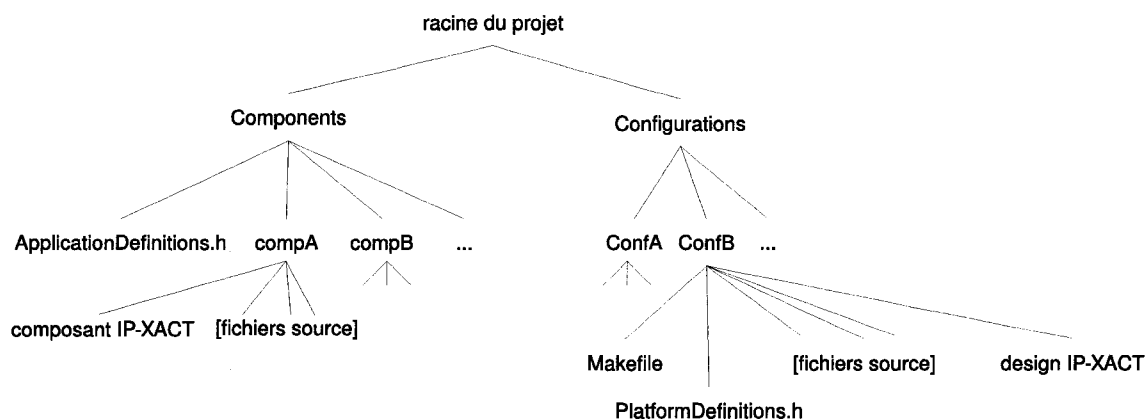 racine du projet
Components
Configurations
ApplicationDefinitions.h compA compB ...
ConfA ConfB ...
composant IP-XACT [fichiers source]
Makefile [fichiers source] design IP-XACT
PlatformDefinitions.h